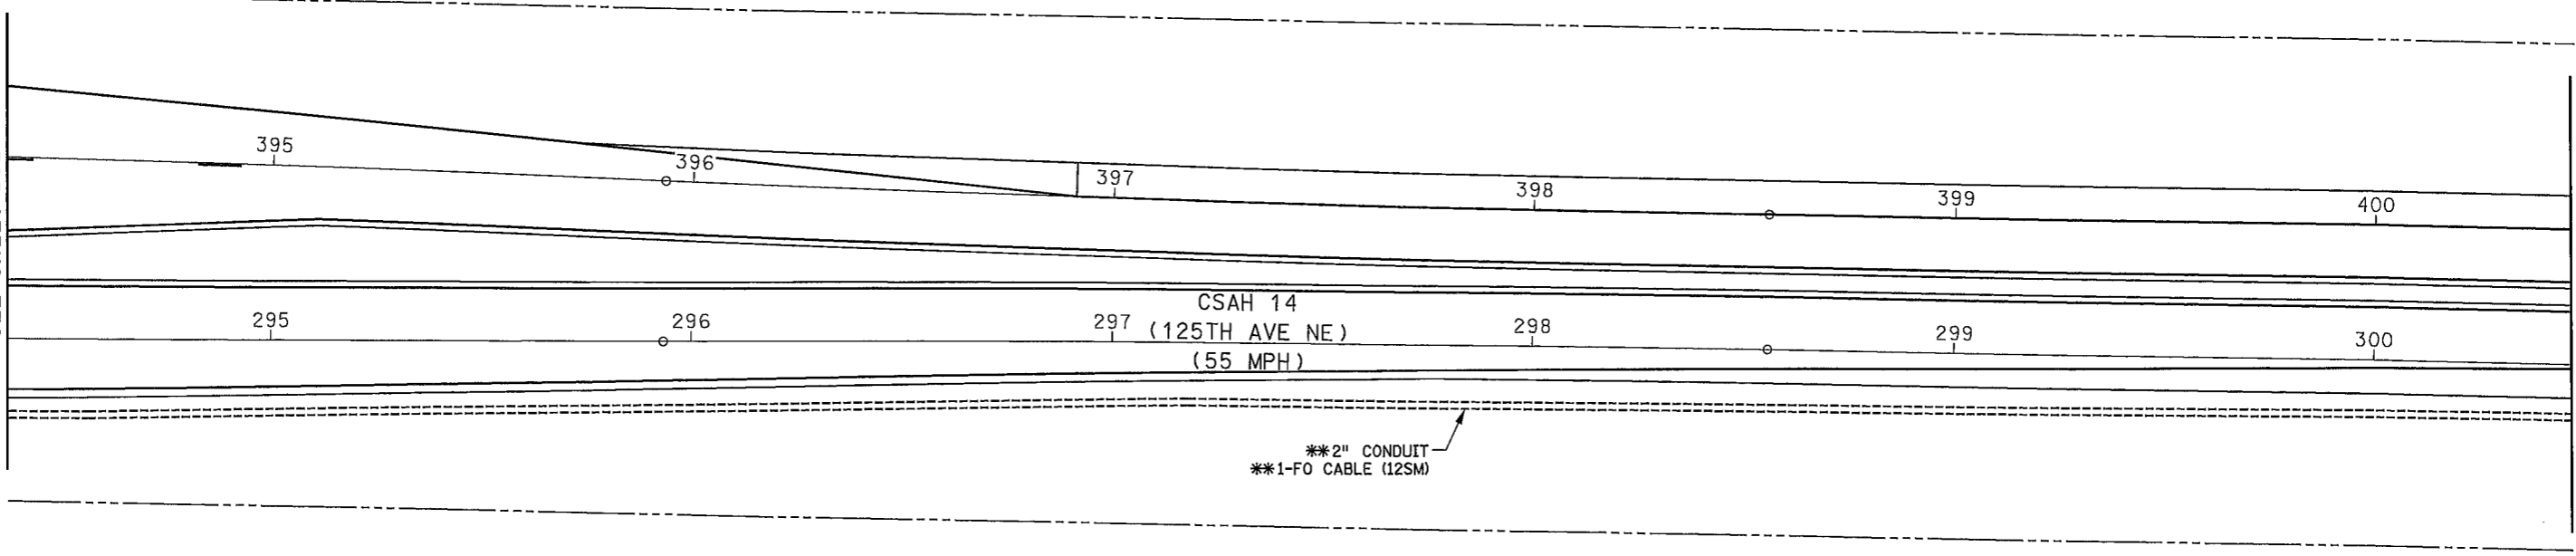 395
396
397
398
399
400
CSAH 14
295
296
297
(125TH AVE NE)
298
299
300
(55 MPH)
**2" CONDUIT
**1-FO CABLE (12SM)